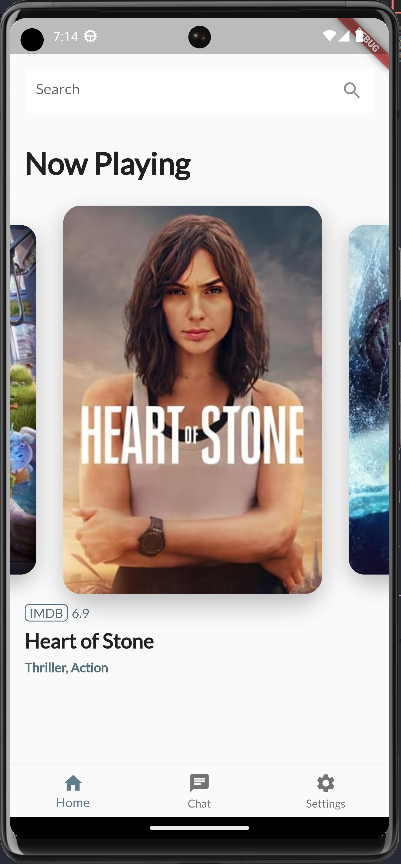 7:14
BUG
Search
Now Playing
HEART OF STONE
IMDB 6.9
Heart of Stone
Thriller, Action
Home
Chat
Settings